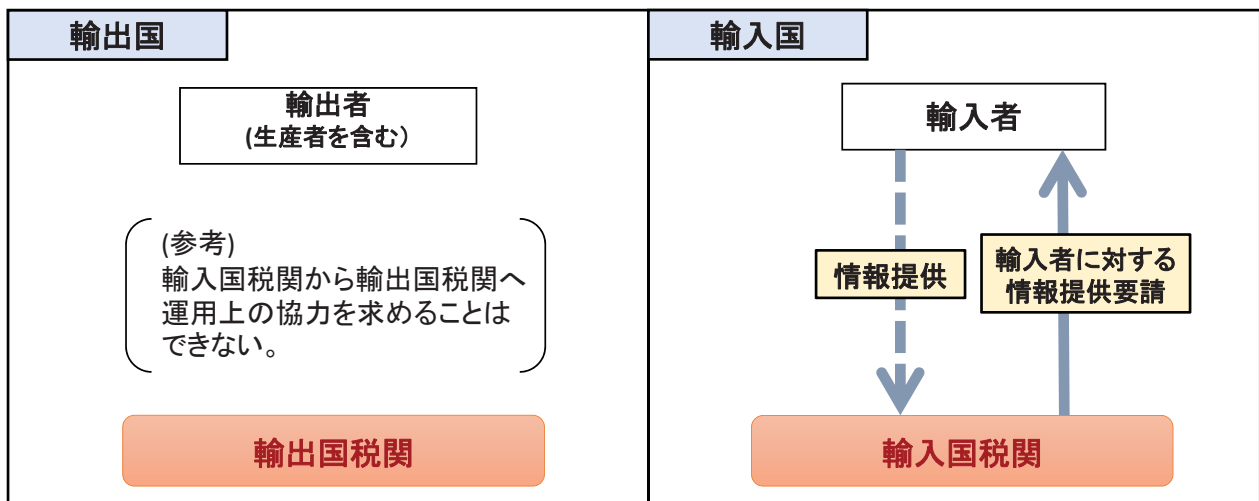 輸出国
輸出者
(生産者を含む)
(参考)
輸入国税関から輸出国税関へ
運用上の協力を求めることは
できない。
輸出国税関
輸入国
輸入者
情報提供
輸入者に対する
情報提供要請
輸入国税関